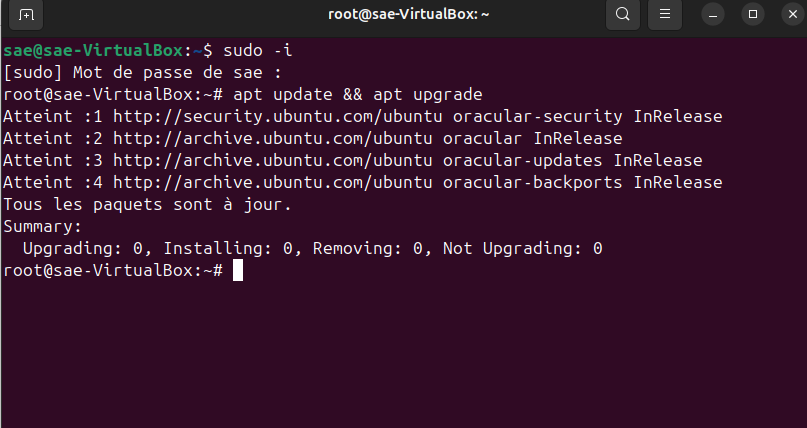 root@sae-VirtualBox: ~
sae@sae-VirtualBox:~$ sudo -i
[sudo] Mot de passe de sae :
root@sae-VirtualBox:~# apt update && apt upgrade
Atteint :1 http://security.ubuntu.com/ubuntu oracular-security InRelease
Atteint :2 http://archive.ubuntu.com/ubuntu oracular InRelease
Atteint :3 http://archive.ubuntu.com/ubuntu oracular-updates InRelease
Atteint :4 http://archive.ubuntu.com/ubuntu oracular-backports InRelease
Tous les paquets sont à jour.
Summary:
  Upgrading: 0, Installing: 0, Removing: 0, Not Upgrading: 0
root@sae-VirtualBox:~#